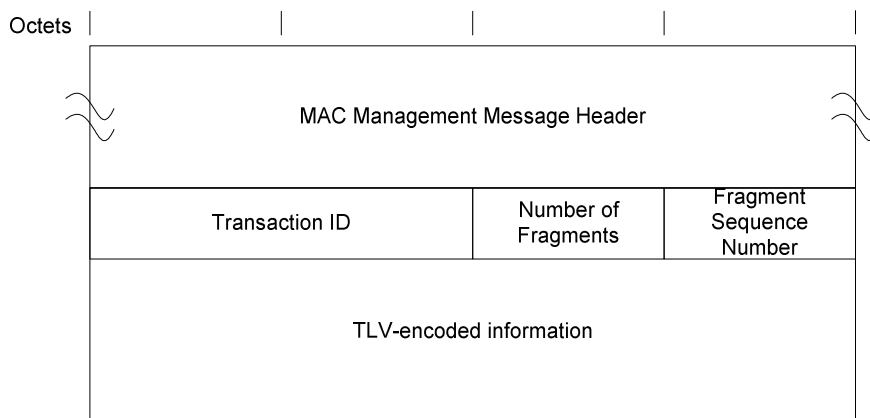 Octets
MAC Management Message Header
Transaction ID
Number of
Fragments
Fragment
Sequence
Number
TLV-encoded information